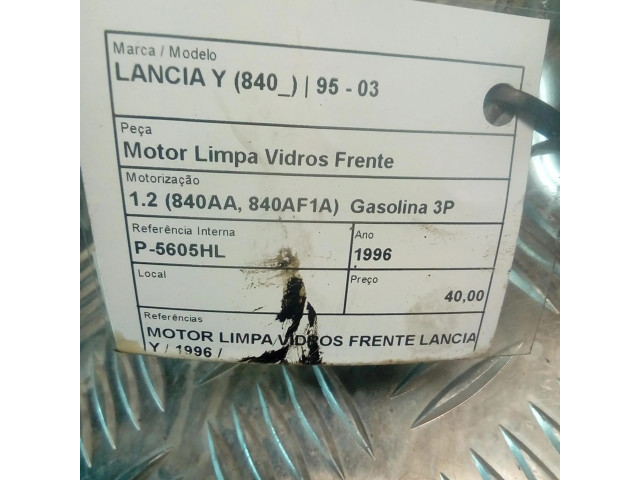 Marca / Modelo
LANCIA Y (840_) | 95 - 03
Peça
Motor Limpa Vidros Frente
Motorização
1.2 (840AA, 840AF1A) Gasolina 3P
Referência Interna
P-5605HL
Ano
1996
Local
Preço
40,00
Referências
MOTOR LIMPA VIDROS FRENTE LANCIA
Y / 1996 /